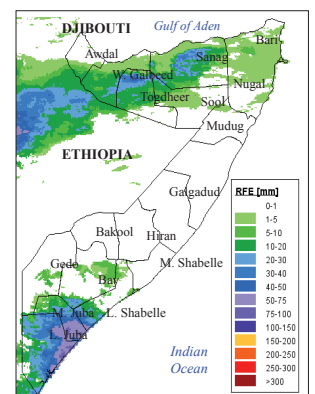 DJIBOUTI
Gulf of Aden
Bari
Awdal
Sanag
W. Galbeed
Nugal
Togdheer
Sool
Mudug
ETHIOPIA
Galgadud
RFE [mm]
0-1
1-5
5-10
10-20
20-30
30-40
40-50
50-75
75-100
100-150
150-200
200-250
250-300
>300
Bakool
Hiran
Gedo
M. Shabelle
Bay
M. Juba
L. Shabelle
L. Juba
Indian
Ocean